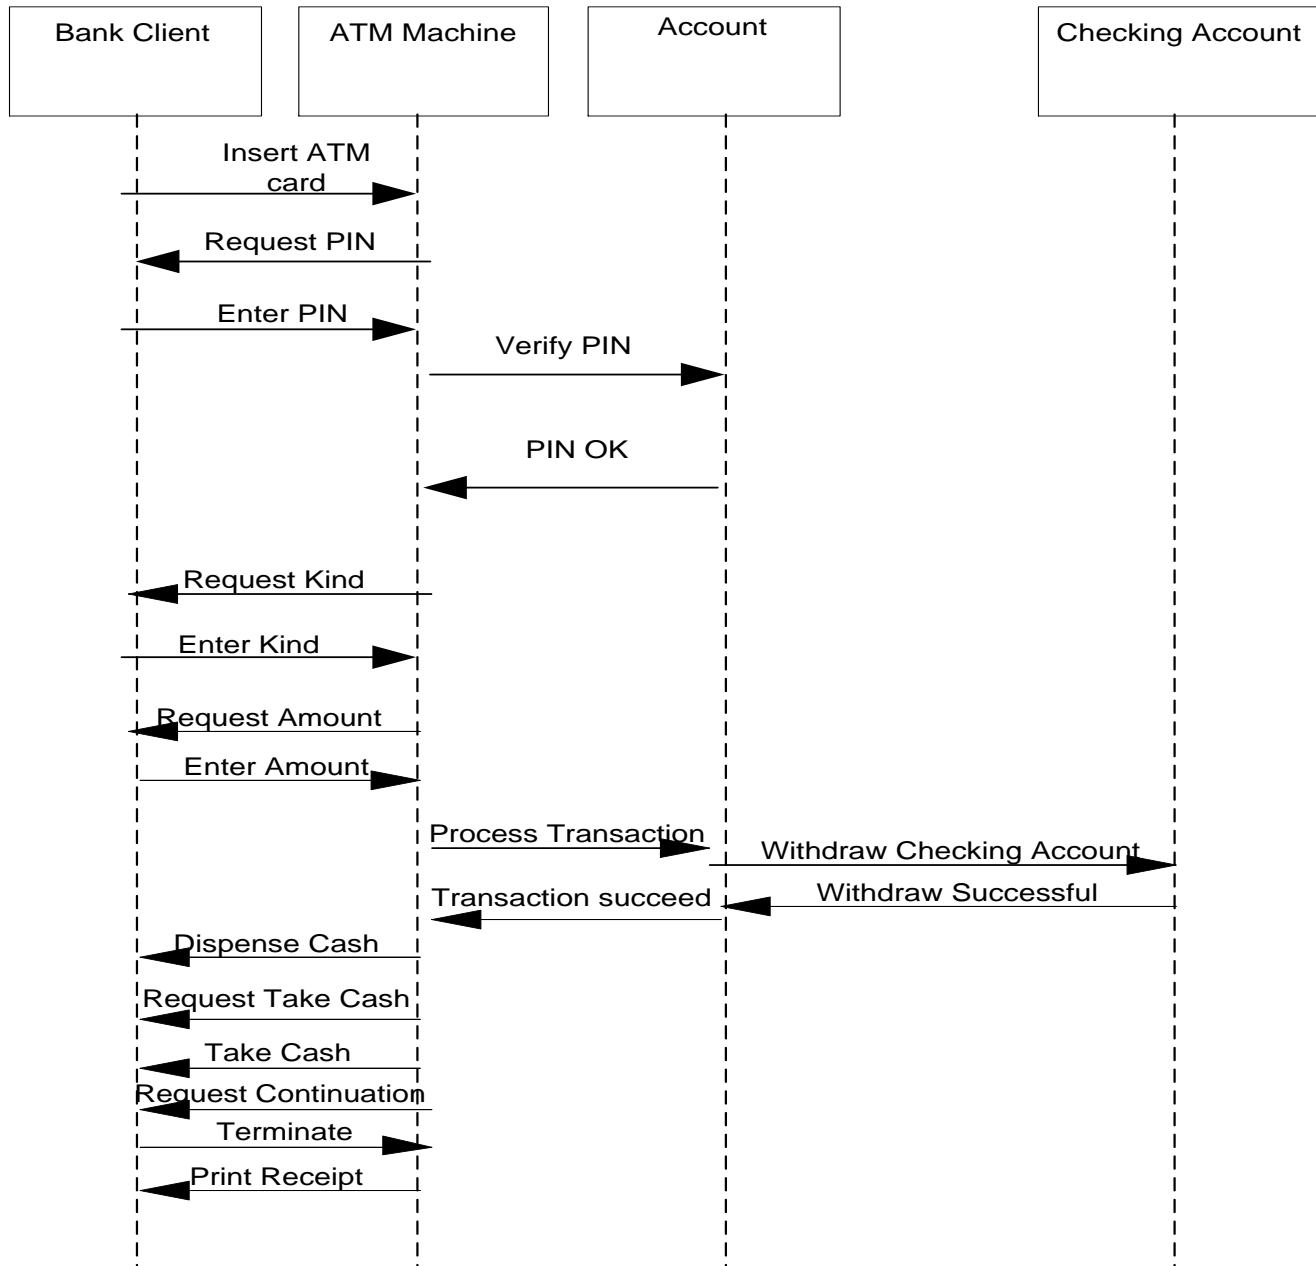 Bank Client
ATM Machine
Account
Checking Account
Insert ATM
card
Request PIN
Enter PIN
Verify PIN
PIN OK
Request Kind
Enter Kind
Request Amount
Enter Amount
Process Transaction
Withdraw Checking Account
Transaction succeed
Withdraw Successful
Dispense Cash
Request Take Cash
Take Cash
Request Continuation
Terminate
Print Receipt